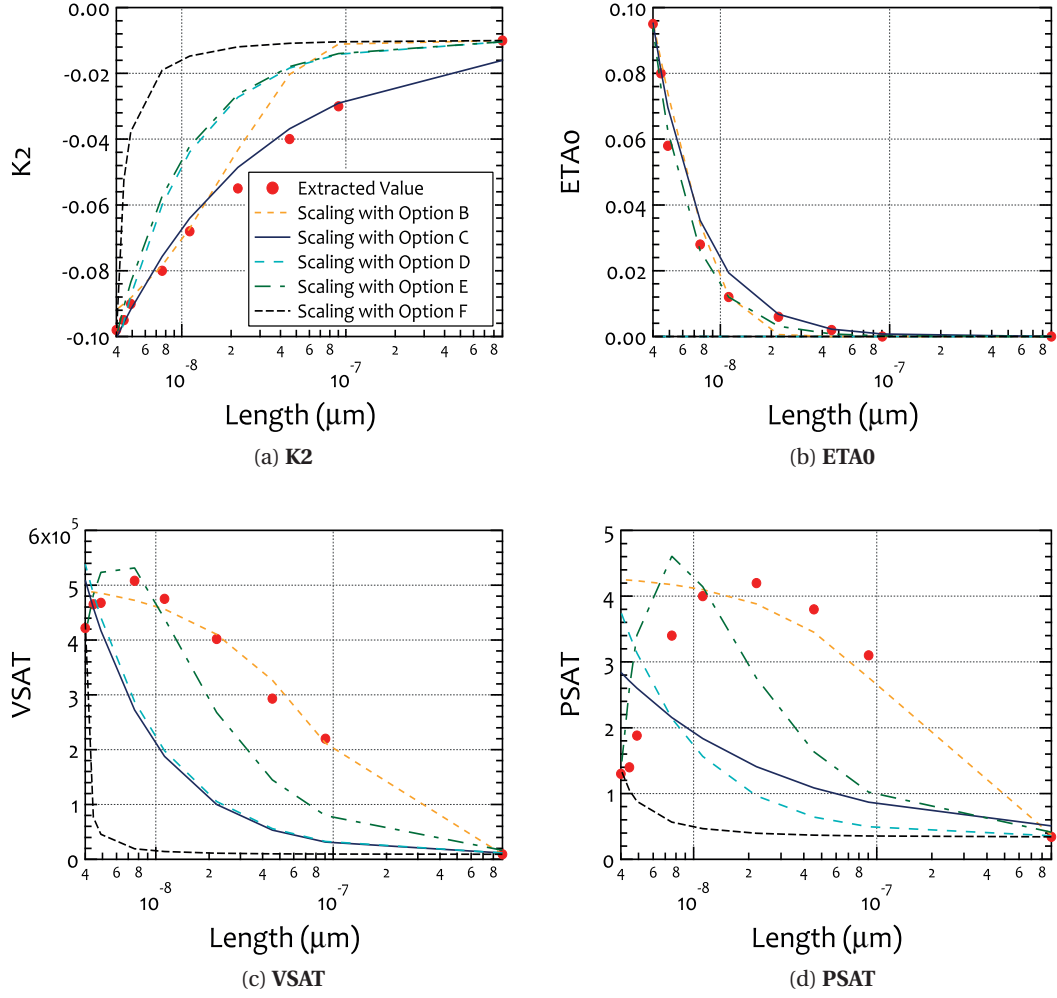 0.00
-0.02
-0.04
-0.06
-0.08
-0.10
K2
Extracted Value
Scaling with Option B
Scaling with Option C
Scaling with Option D
Scaling with Option E
Scaling with Option F
4 6 8 2 4 6 8 2 4 6 8
10⁻⁸ 10⁻⁷
Length (μm)
(a) K2
0.10
0.08
0.06
0.04
0.02
0.00
ETA0
4 6 8 2 4 6 8 2 4 6 8
10⁻⁸ 10⁻⁷
Length (μm)
(b) ETA0
6x10⁵
5
4
3
2
1
0
VSAT
4 6 8 2 4 6 8 2 4 6 8
10⁻⁸ 10⁻⁷
Length (μm)
(c) VSAT
5
4
3
2
1
0
PSAT
4 6 8 2 4 6 8 2 4 6 8
10⁻⁸ 10⁻⁷
Length (μm)
(d) PSAT